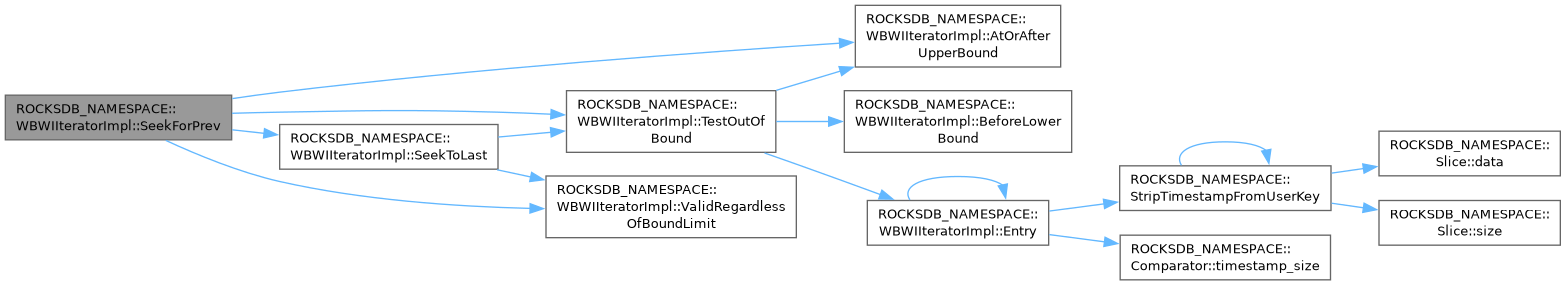 ROCKSDB_NAMESPACE::
WBWIIteratorImpl::SeekForPrev
ROCKSDB_NAMESPACE::
WBWIIteratorImpl::SeekToLast
ROCKSDB_NAMESPACE::
WBWIIteratorImpl::TestOutOf
Bound
ROCKSDB_NAMESPACE::
WBWIIteratorImpl::ValidRegardless
OfBoundLimit
ROCKSDB_NAMESPACE::
WBWIIteratorImpl::AtOrAfter
UpperBound
ROCKSDB_NAMESPACE::
WBWIIteratorImpl::BeforeLower
Bound
ROCKSDB_NAMESPACE::
WBWIIteratorImpl::Entry
ROCKSDB_NAMESPACE::
StripTimestampFromUserKey
ROCKSDB_NAMESPACE::
Comparator::timestamp_size
ROCKSDB_NAMESPACE::
Slice::data
ROCKSDB_NAMESPACE::
Slice::size